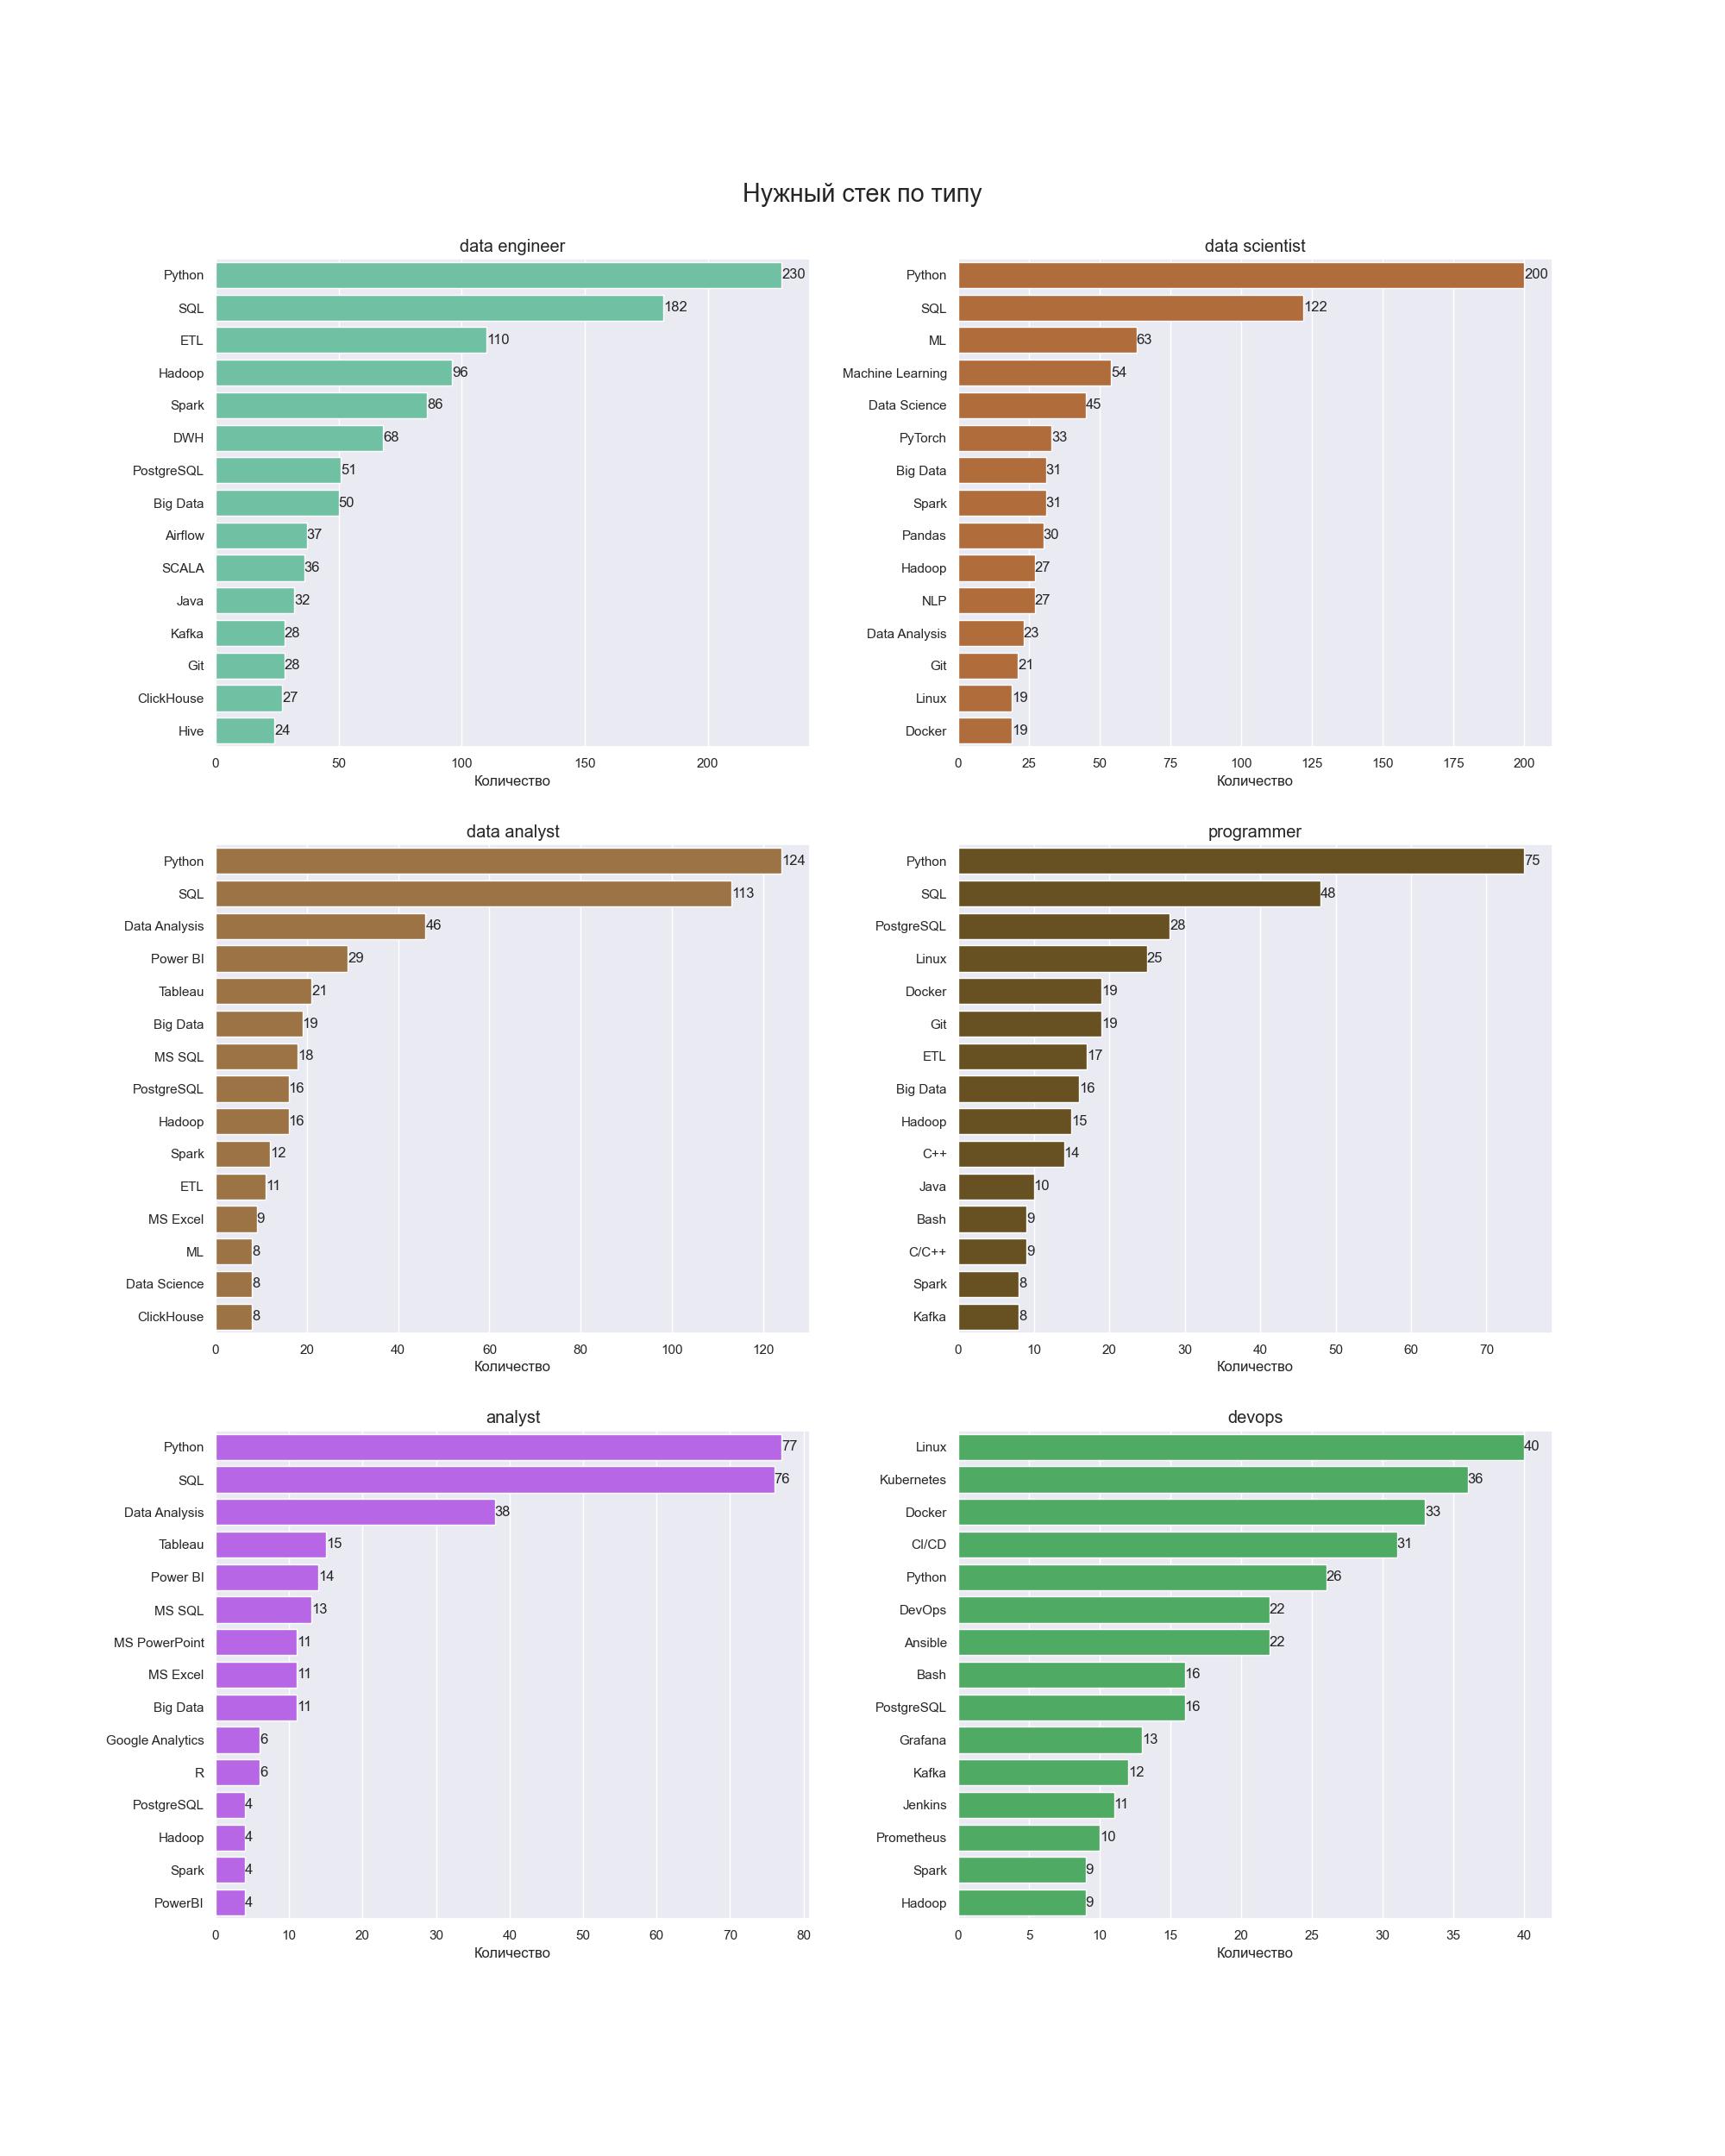 Нужный стек по типу
data engineer
Python 230
SQL 182
ETL 110
Hadoop 96
Spark 86
DWH 68
PostgreSQL 51
Big Data 50
Airflow 37
SCALA 36
Java 32
Kafka 28
Git 28
ClickHouse 27
Hive 24
0 50 100 150 200
Количество
data scientist
Python 200
SQL 122
ML 63
Machine Learning 54
Data Science 45
PyTorch 33
Big Data 31
Spark 31
Pandas 30
Hadoop 27
NLP 27
Data Analysis 23
Git 21
Linux 19
Docker 19
0 25 50 75 100 125 150 175 200
Количество
data analyst
Python 124
SQL 113
Data Analysis 46
Power BI 29
Tableau 21
Big Data 19
MS SQL 18
PostgreSQL 16
Hadoop 16
Spark 12
ETL 11
MS Excel 9
ML 8
Data Science 8
ClickHouse 8
0 20 40 60 80 100 120
Количество
programmer
Python 75
SQL 48
PostgreSQL 28
Linux 25
Docker 19
Git 19
ETL 17
Big Data 16
Hadoop 15
C++ 14
Java 10
Bash 9
C/C++ 9
Spark 8
Kafka 8
0 10 20 30 40 50 60 70
Количество
analyst
Python 77
SQL 76
Data Analysis 38
Tableau 15
Power BI 14
MS SQL 13
MS PowerPoint 11
MS Excel 11
Big Data 11
Google Analytics 6
R 6
PostgreSQL 4
Hadoop 4
Spark 4
PowerBI 4
0 10 20 30 40 50 60 70 80
Количество
devops
Linux 40
Kubernetes 36
Docker 33
CI/CD 31
Python 26
DevOps 22
Ansible 22
Bash 16
PostgreSQL 16
Grafana 13
Kafka 12
Jenkins 11
Prometheus 10
Spark 9
Hadoop 9
0 5 10 15 20 25 30 35 40
Количество